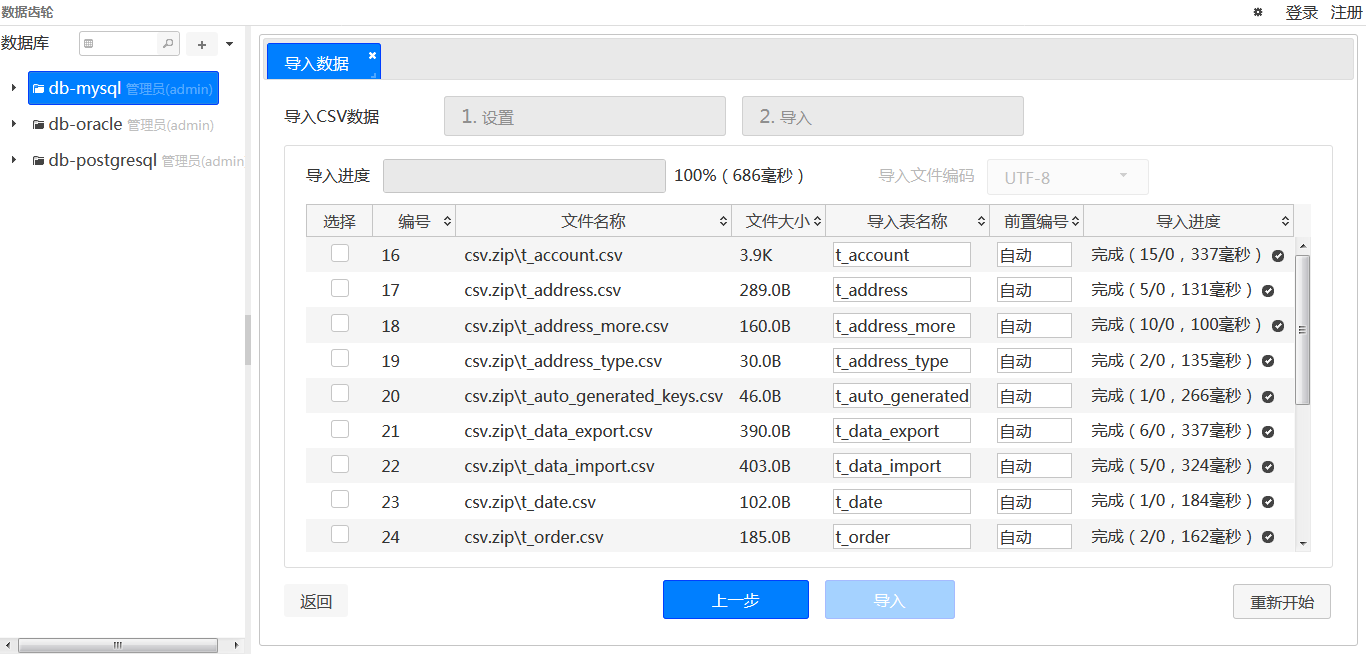 数据齿轮 登录 注册
数据库
db-mysql 管理员(admin)
db-oracle 管理员(admin)
db-postgresql 管理员(admin
导入数据
导入CSV数据 1. 设置 2. 导入
导入进度 100%（686毫秒） 导入文件编码 UTF-8
选择 编号 文件名称 文件大小 导入表名称 前置编号 导入进度
16 csv.zip\t_account.csv 3.9K t_account 自动 完成（15/0，337毫秒）
17 csv.zip\t_address.csv 289.0B t_address 自动 完成（5/0，131毫秒）
18 csv.zip\t_address_more.csv 160.0B t_address_more 自动 完成（10/0，100毫秒）
19 csv.zip\t_address_type.csv 30.0B t_address_type 自动 完成（2/0，135毫秒）
20 csv.zip\t_auto_generated_keys.csv 46.0B t_auto_generated 自动 完成（1/0，266毫秒）
21 csv.zip\t_data_export.csv 390.0B t_data_export 自动 完成（6/0，337毫秒）
22 csv.zip\t_data_import.csv 403.0B t_data_import 自动 完成（5/0，324毫秒）
23 csv.zip\t_date.csv 102.0B t_date 自动 完成（1/0，184毫秒）
24 csv.zip\t_order.csv 185.0B t_order 自动 完成（2/0，162毫秒）
返回 上一步 导入 重新开始